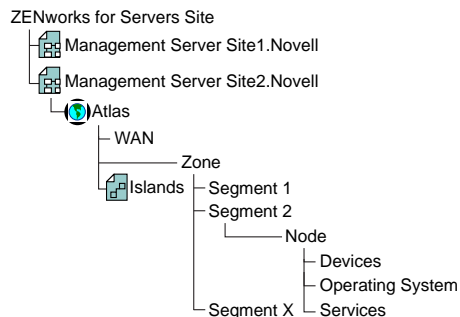 ZENworks for Servers Site
Management Server Site1.Novell
Management Server Site2.Novell
Atlas
WAN
Zone
Islands
Segment 1
Segment 2
Node
Devices
Operating System
Services
Segment X